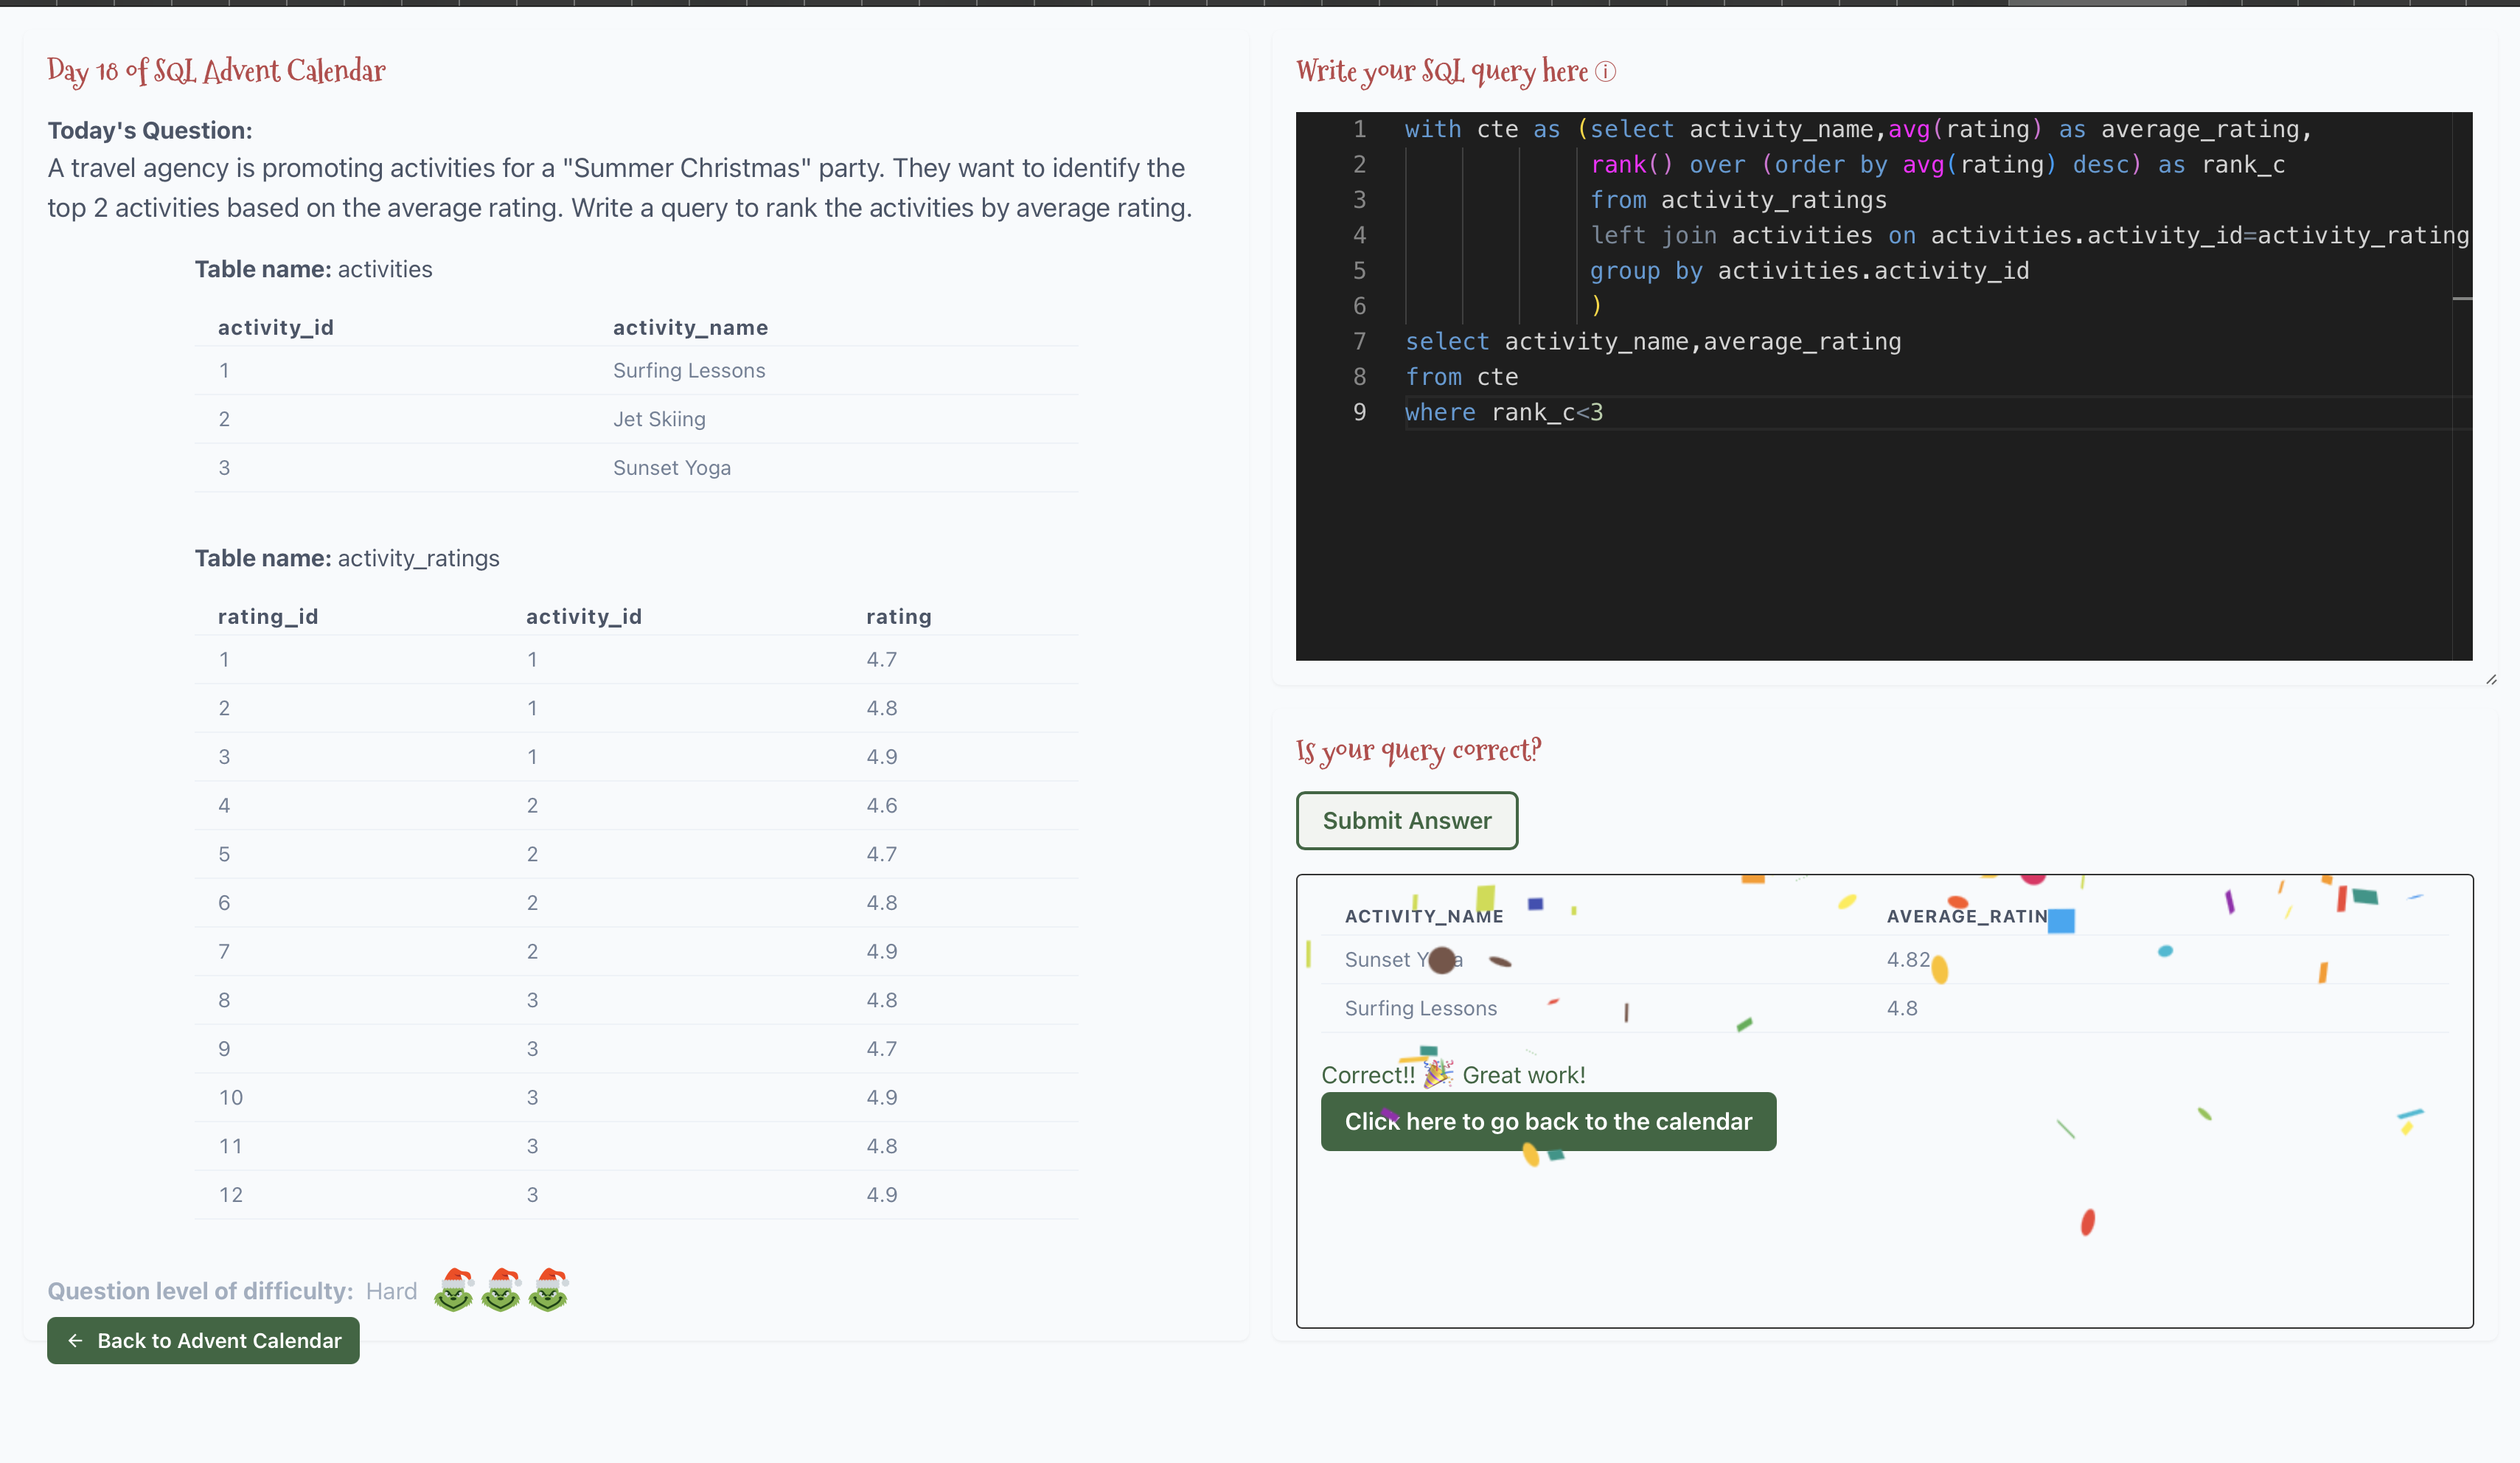 Day 18 of SQL Advent Calendar
Today's Question:
A travel agency is promoting activities for a "Summer Christmas" party. They want to identify the
top 2 activities based on the average rating. Write a query to rank the activities by average rating.
Table name: activities
activity_id activity_name
1 Surfing Lessons
2 Jet Skiing
3 Sunset Yoga
Table name: activity_ratings
rating_id activity_id rating
1 1 4.7
2 1 4.8
3 1 4.9
4 2 4.6
5 2 4.7
6 2 4.8
7 2 4.9
8 3 4.8
9 3 4.7
10 3 4.9
11 3 4.8
12 3 4.9
Question level of difficulty: Hard
← Back to Advent Calendar
Write your SQL query here ⓘ
1 with cte as (select activity_name,avg(rating) as average_rating,
2 rank() over (order by avg(rating) desc) as rank_c
3 from activity_ratings
4 left join activities on activities.activity_id=activity_rating
5 group by activities.activity_id
6 )
7 select activity_name,average_rating
8 from cte
9 where rank_c<3
Is your query correct?
Submit Answer
ACTIVITY_NAME AVERAGE_RATIN
Sunset Y a 4.82
Surfing Lessons 4.8
Correct!! 🎉 Great work!
Click here to go back to the calendar